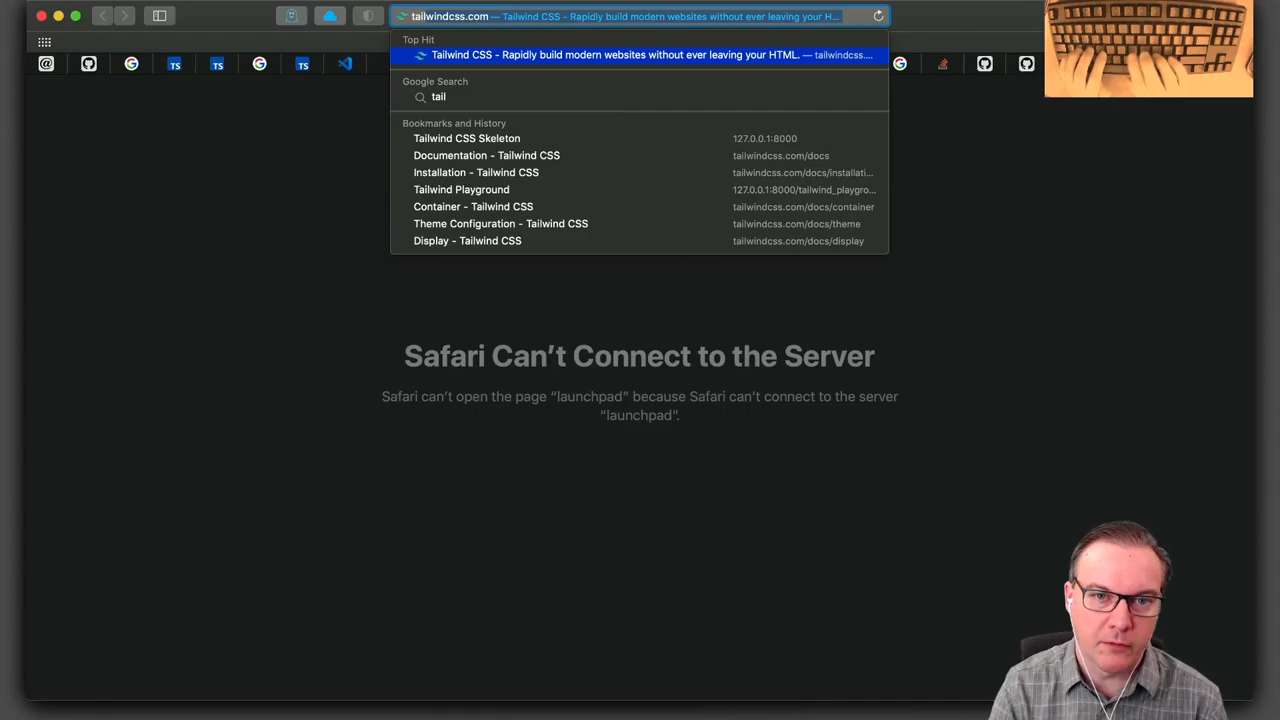 tailwindcss.com — Tailwind CSS - Rapidly build modern websites without ever leaving your H...
Top Hit
Tailwind CSS - Rapidly build modern websites without ever leaving your HTML. — tailwindcss....
@
TS
TS
TS
Google Search
tail
Bookmarks and History
Tailwind CSS Skeleton 127.0.0.1:8000
Documentation - Tailwind CSS tailwindcss.com/docs
Installation - Tailwind CSS tailwindcss.com/docs/installati...
Tailwind Playground 127.0.0.1:8000/tailwind_playgro...
Container - Tailwind CSS tailwindcss.com/docs/container
Theme Configuration - Tailwind CSS tailwindcss.com/docs/theme
Display - Tailwind CSS tailwindcss.com/docs/display
Safari Can’t Connect to the Server
Safari can’t open the page “launchpad” because Safari can’t connect to the server
“launchpad”.